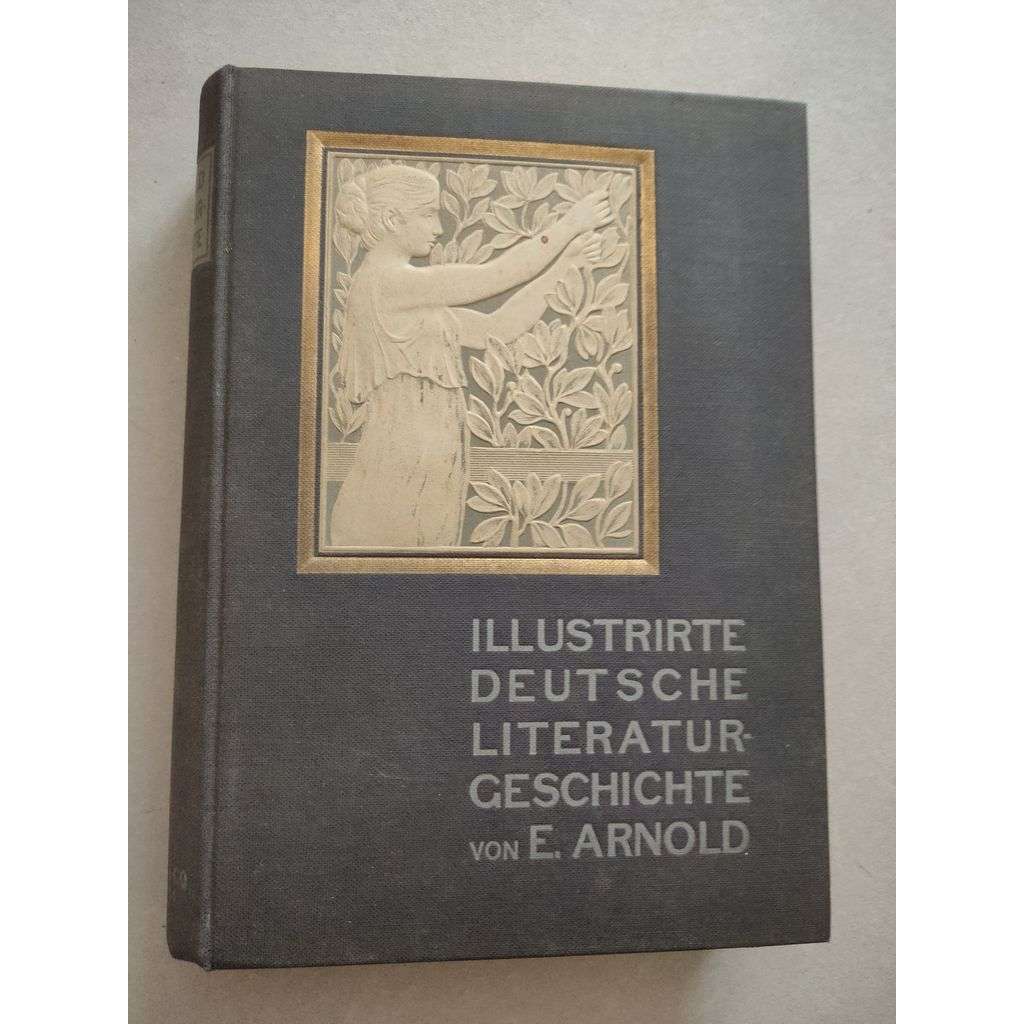 ILLUSTRIRTE
DEUTSCHE
LITERATUR-
GESCHICHTE
VON E. ARNOLD